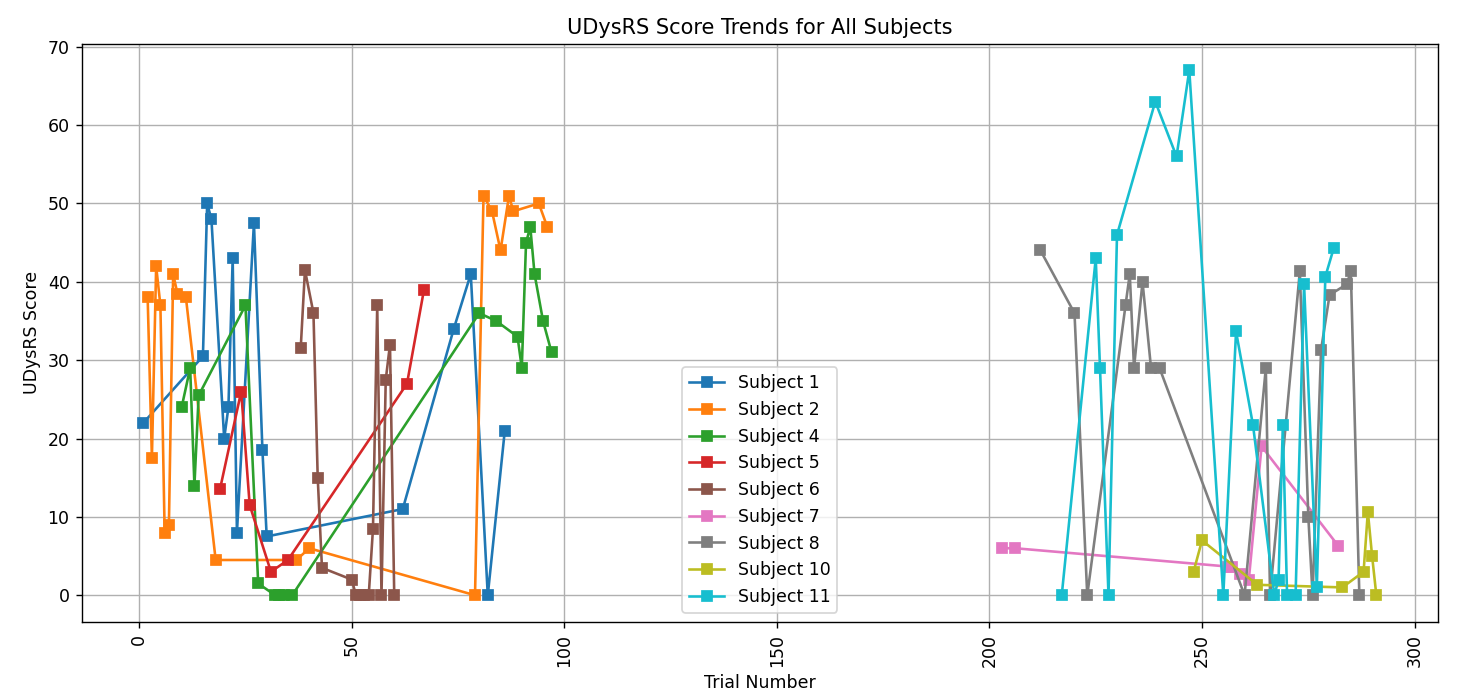 UDysRS Score Trends for All Subjects
UDysRS Score
70
60
50
40
30
20
10
0
Subject 1
Subject 2
Subject 4
Subject 5
Subject 6
Subject 7
Subject 8
Subject 10
Subject 11
0
50
100
150
200
250
300
Trial Number